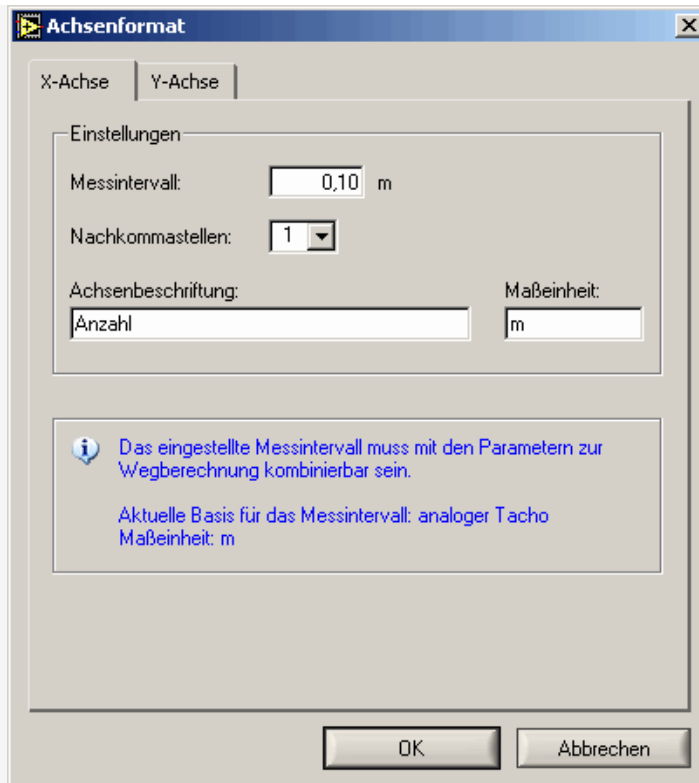 Achsenformat
X-Achse Y-Achse
Einstellungen
Messintervall: 0,10 m
Nachkommastellen: 1
Achsenbeschriftung: Maßeinheit:
Anzahl m
Das eingestellte Messintervall muss mit den Parametern zur
Wegberechnung kombinierbar sein.
Aktuelle Basis für das Messintervall: analoger Tacho
Maßeinheit: m
OK Abbrechen